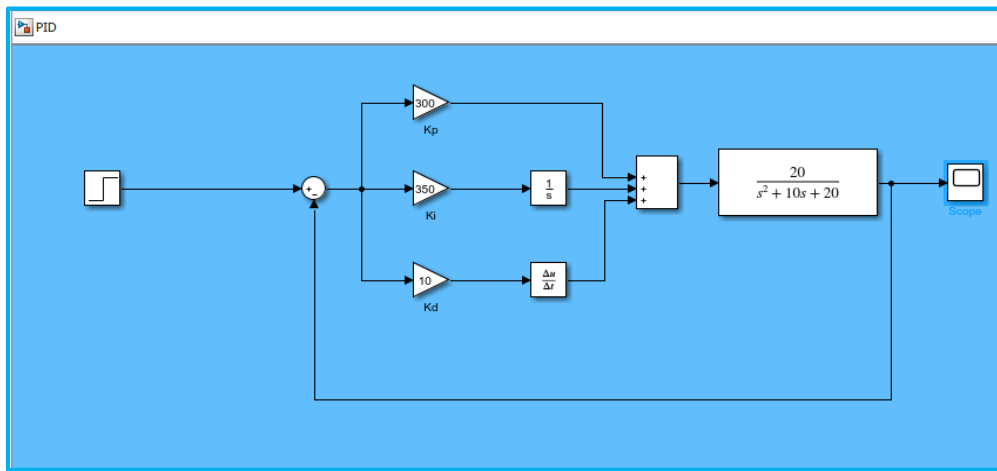 PID
300
Kp
+
-
350
Ki
1
s
+
+
+
20
s² + 10s + 20
Scope
10
Kd
Δu
Δt